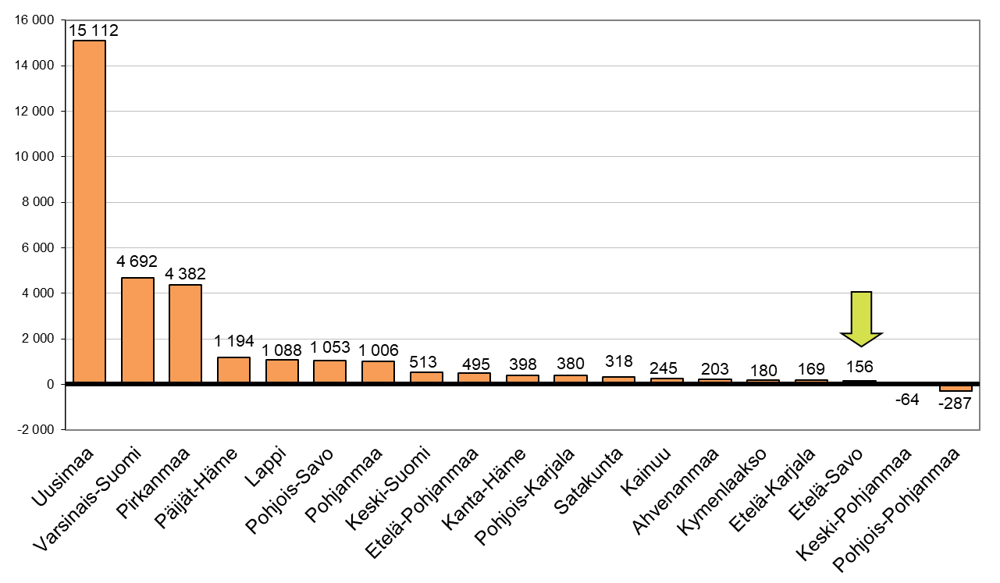 16 000
14 000
12 000
10 000
8 000
6 000
4 000
2 000
0
-2 000
15 112
4 692
4 382
1 194
1 088
1 053
1 006
513
495
398
380
318
245
203
180
169
156
-64
-287
Uusimaa
Varsinais-Suomi
Pirkanmaa
Päijät-Häme
Lappi
Pohjois-Savo
Pohjanmaa
Keski-Suomi
Etelä-Pohjanmaa
Kanta-Häme
Pohjois-Karjala
Satakunta
Kainuu
Ahvenanmaa
Kymenlaakso
Etelä-Karjala
Etelä-Savo
Keski-Pohjanmaa
Pohjois-Pohjanmaa